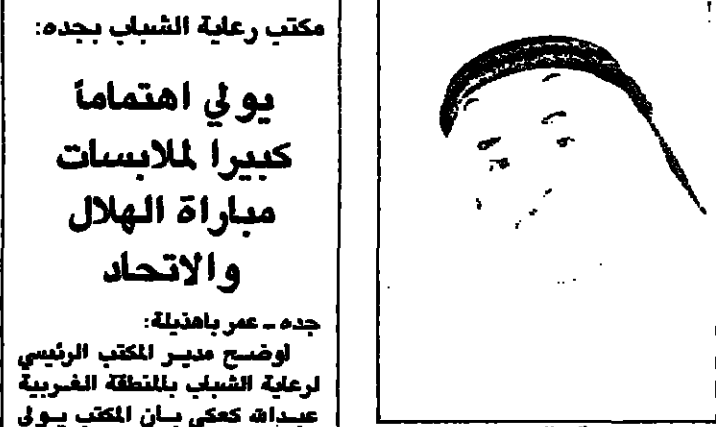 مكتب رعاية الشباب بجده:
يولي اهتماماً
كبيرا لملابسات
مباراة الهلال
والاتحاد
جده - عمر باهذيلة:
أوضح مدير المكتب الرئيسي
لرعاية الشباب بالمنطقة الغربية
عبدالله كعكي بان المكتب يولي